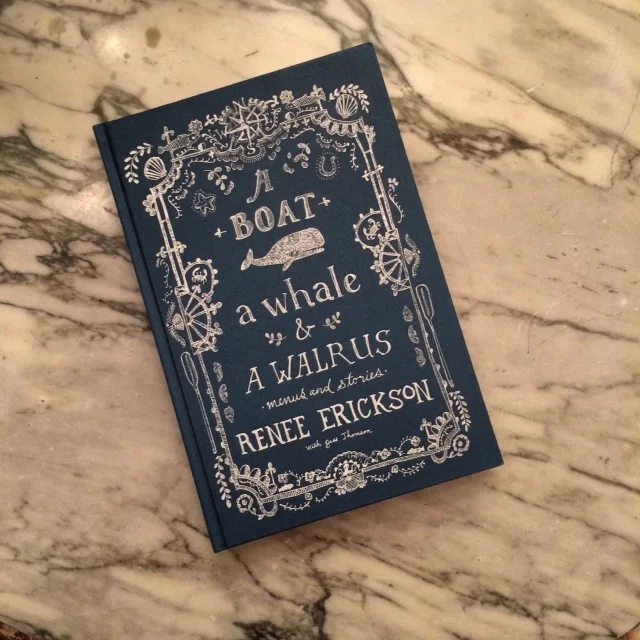 A
BOAT
a whale
&
A WALRUS
·menus and stories·
RENEE ERICKSON
with Jess Thomson